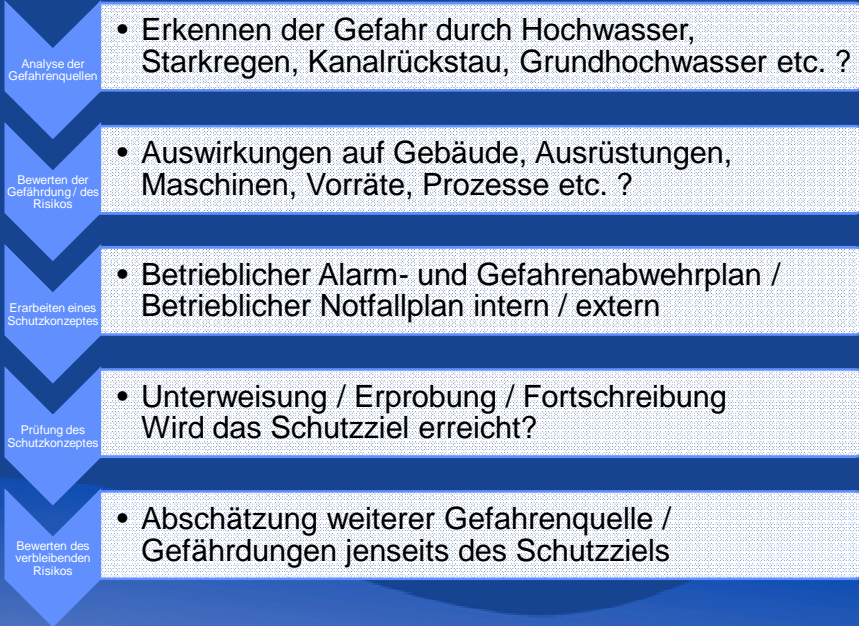 Analyse der
Gefahrenquellen
• Erkennen der Gefahr durch Hochwasser,
Starkregen, Kanalrückstau, Grundhochwasser etc. ?
Bewerten der
Gefährdung / des
Risikos
• Auswirkungen auf Gebäude, Ausrüstungen,
Maschinen, Vorräte, Prozesse etc. ?
Erarbeiten eines
Schutzkonzeptes
• Betrieblicher Alarm- und Gefahrenabwehrplan /
Betrieblicher Notfallplan intern / extern
Prüfung des
Schutzkonzeptes
• Unterweisung / Erprobung / Fortschreibung
Wird das Schutzziel erreicht?
Bewerten des
verbleibenden
Risikos
• Abschätzung weiterer Gefahrenquelle /
Gefährdungen jenseits des Schutzziels